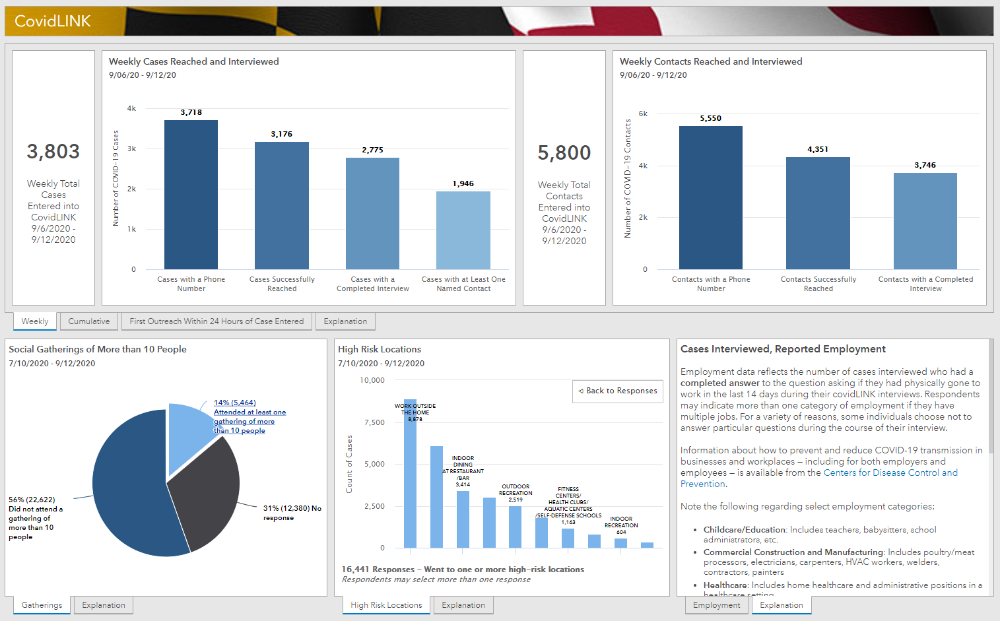 CovidLINK
3,803
Weekly Total
Cases
Entered into
CovidLINK
9/6/2020 -
9/12/2020
Weekly Cases Reached and Interviewed
9/06/20 - 9/12/20
Number of COVID-19 Cases
4k
3k
2k
1k
0
3,718
3,176
2,775
1,946
Cases with a Phone
Number
Cases Successfully
Reached
Cases with a
Completed Interview
Cases with at Least One
Named Contact
5,800
Weekly Total
Contacts
Entered into
CovidLINK
9/6/2020 -
9/12/2020
Weekly Contacts Reached and Interviewed
9/06/20 - 9/12/20
Number of COVID-19 Contacts
6k
4k
2k
0
5,550
4,351
3,746
Contacts with a Phone
Number
Contacts Successfully
Reached
Contacts with a Completed
Interview
Weekly
Cumulative
First Outreach Within 24 Hours of Case Entered
Explanation
Social Gatherings of More than 10 People
7/10/2020 - 9/12/2020
14% (5,464)
Attended at least one
gathering of more
than 10 people
56% (22,622)
Did not attend a
gathering of
more than 10
people
31% (12,380) No
response
Gatherings
Explanation
High Risk Locations
7/10/2020 - 9/12/2020
Count of Cases
10,000
7,500
5,000
2,500
0
◁ Back to Responses
WORK OUTSIDE
THE HOME
8,878
INDOOR
DINING
AT RESTAURANT
/BAR
3,414
OUTDOOR
RECREATION
2,519
FITNESS
CENTERS/
HEALTH CLUBS/
AQUATIC CENTERS
/SELF-DEFENSE SCHOOLS
1,163
INDOOR
RECREATION
604
16,441 Responses - Went to one or more high-risk locations
Respondents may select more than one response
High Risk Locations
Explanation
Cases Interviewed, Reported Employment
Employment data reflects the number of cases interviewed who had a
completed answer to the question asking if they had physically gone to
work in the last 14 days during their covidLINK interviews. Respondents
may indicate more than one category of employment if they have
multiple jobs. For a variety of reasons, some individuals choose not to
answer particular questions during the course of their interview.
Information about how to prevent and reduce COVID-19 transmission in
businesses and workplaces – including for both employers and
employees – is available from the Centers for Disease Control and
Prevention.
Note the following regarding select employment categories:
• Childcare/Education: Includes teachers, babysitters, school
administrators, etc.
• Commercial Construction and Manufacturing: Includes poultry/meat
processors, electricians, carpenters, HVAC workers, welders,
contractors, painters
• Healthcare: Includes home healthcare and administrative positions in a
healthcare setting
Employment
Explanation